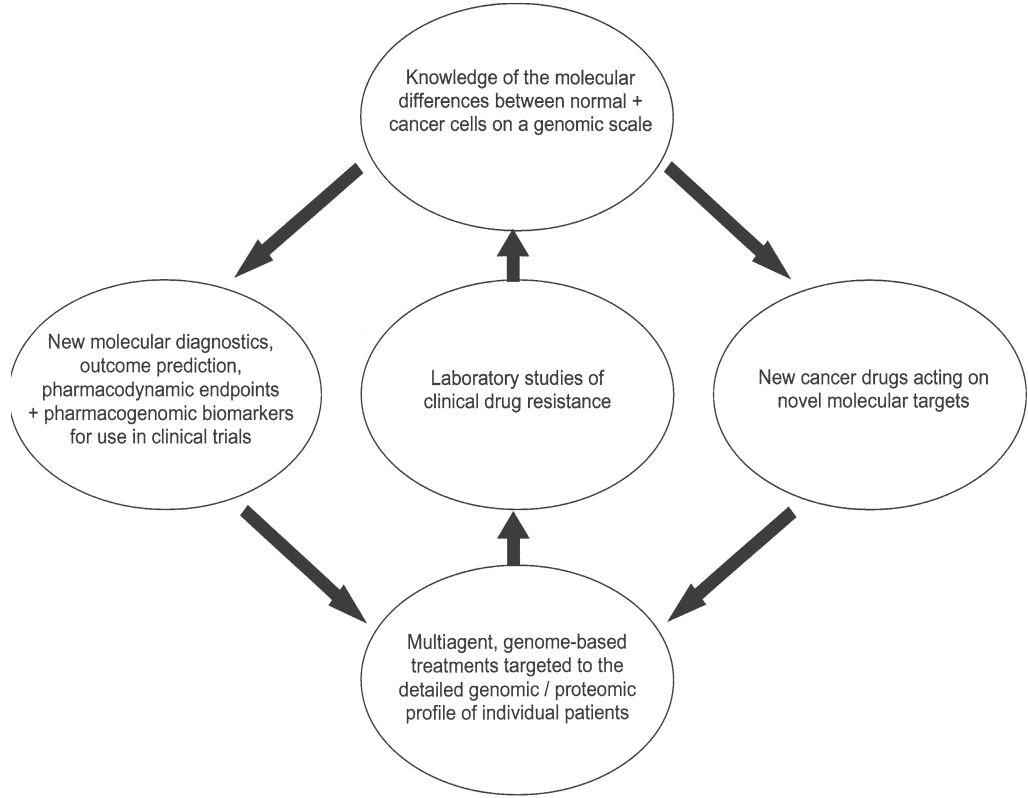 Knowledge of the molecular
differences between normal +
cancer cells on a genomic scale
New molecular diagnostics,
outcome prediction,
pharmacodynamic endpoints
+ pharmacogenomic biomarkers
for use in clinical trials
Laboratory studies of
clinical drug resistance
New cancer drugs acting on
novel molecular targets
Multiagent, genome-based
treatments targeted to the
detailed genomic / proteomic
profile of individual patients